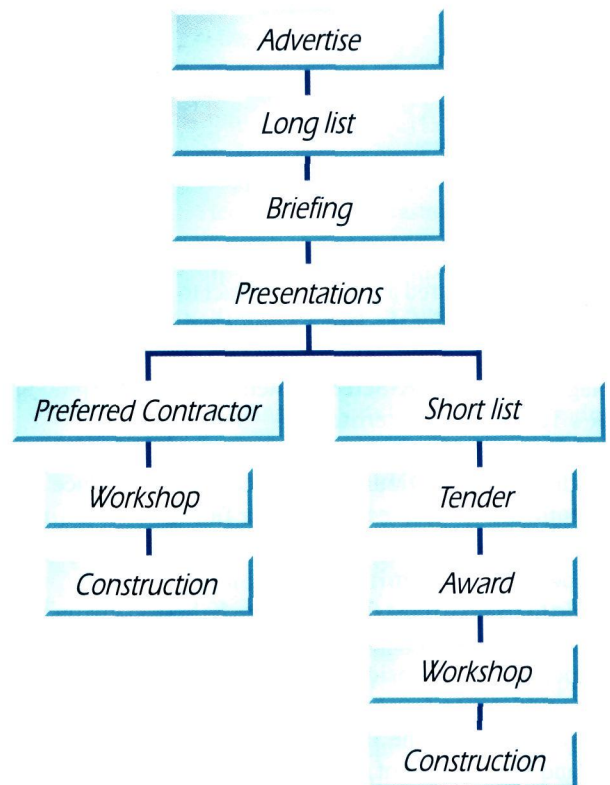 Advertise
Long list
Briefing
Presentations
Preferred Contractor
Short list
Workshop
Tender
Construction
Award
Workshop
Construction